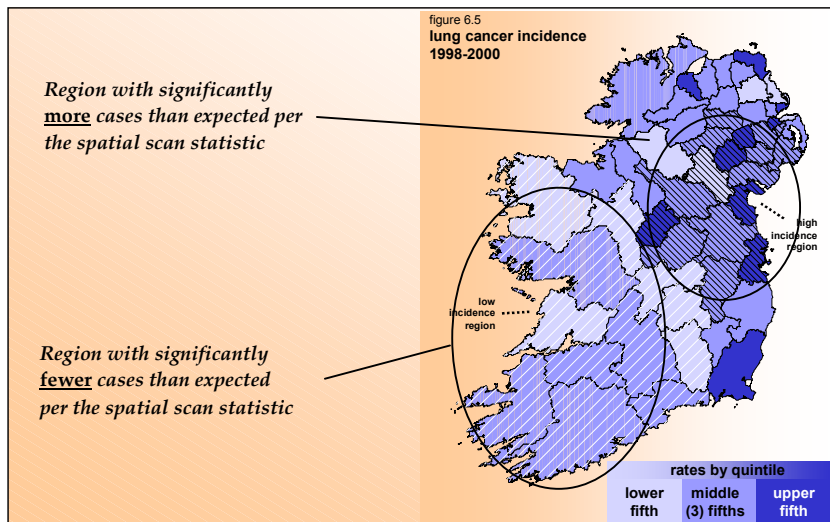 figure 6.5
lung cancer incidence
1998-2000
Region with significantly
more cases than expected per
the spatial scan statistic
high
incidence
region
low
incidence
region
Region with significantly
fewer cases than expected
per the spatial scan statistic
rates by quintile
lower
fifth
middle
(3) fifths
upper
fifth